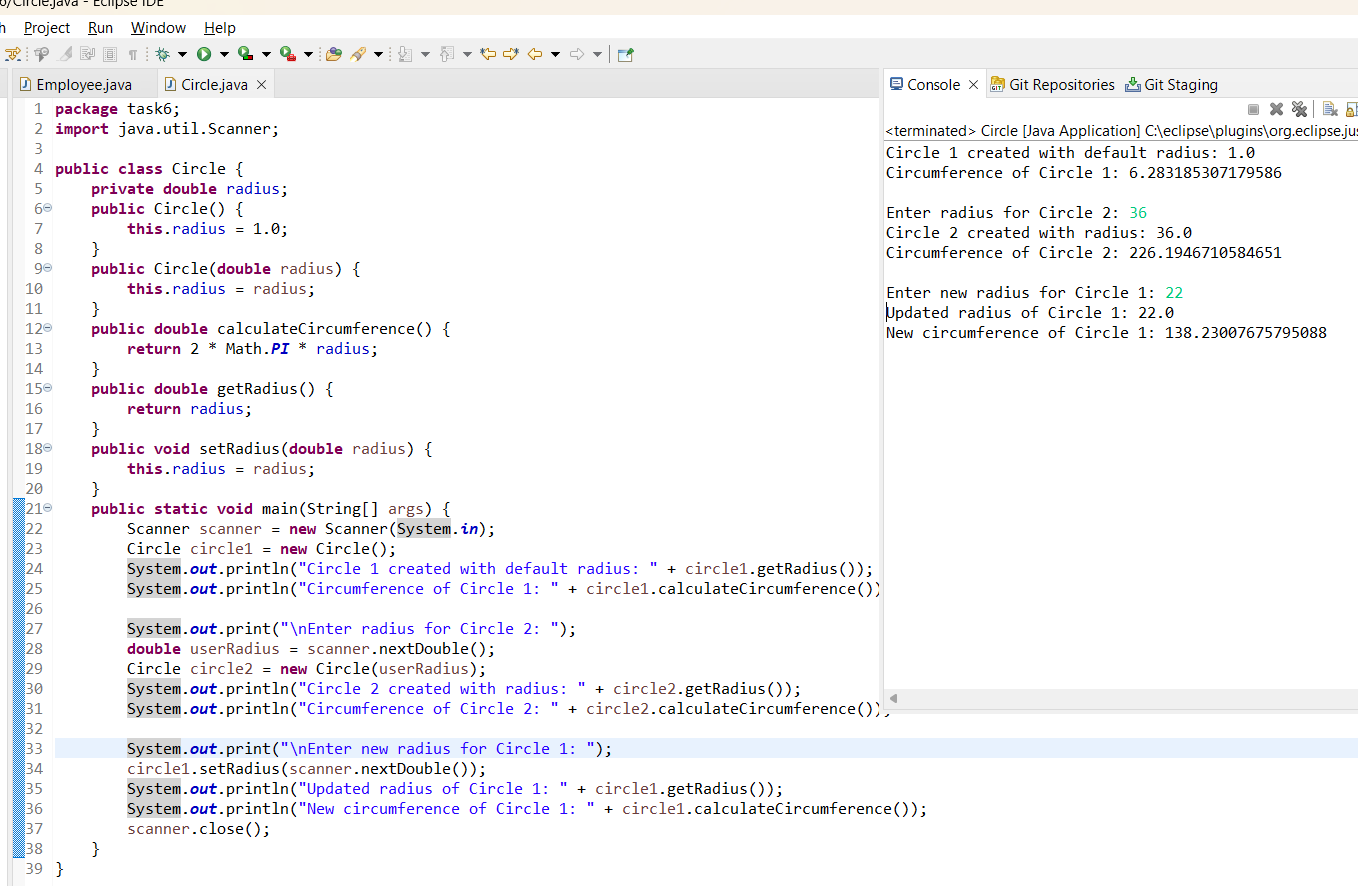 6/Circle.java - Eclipse IDE
h Project Run Window Help
Employee.java Circle.java
1 package task6;
2 import java.util.Scanner;
3
4 public class Circle {
5     private double radius;
6     public Circle() {
7         this.radius = 1.0;
8     }
9     public Circle(double radius) {
10         this.radius = radius;
11     }
12     public double calculateCircumference() {
13         return 2 * Math.PI * radius;
14     }
15     public double getRadius() {
16         return radius;
17     }
18     public void setRadius(double radius) {
19         this.radius = radius;
20     }
21     public static void main(String[] args) {
22         Scanner scanner = new Scanner(System.in);
23         Circle circle1 = new Circle();
24         System.out.println("Circle 1 created with default radius: " + circle1.getRadius());
25         System.out.println("Circumference of Circle 1: " + circle1.calculateCircumference())
26
27         System.out.print("\nEnter radius for Circle 2: ");
28         double userRadius = scanner.nextDouble();
29         Circle circle2 = new Circle(userRadius);
30         System.out.println("Circle 2 created with radius: " + circle2.getRadius());
31         System.out.println("Circumference of Circle 2: " + circle2.calculateCircumference());
32
33         System.out.print("\nEnter new radius for Circle 1: ");
34         circle1.setRadius(scanner.nextDouble());
35         System.out.println("Updated radius of Circle 1: " + circle1.getRadius());
36         System.out.println("New circumference of Circle 1: " + circle1.calculateCircumference());
37         scanner.close();
38     }
39 }
Console Git Repositories Git Staging
<terminated> Circle [Java Application] C:\eclipse\plugins\org.eclipse.jus
Circle 1 created with default radius: 1.0
Circumference of Circle 1: 6.283185307179586
Enter radius for Circle 2: 36
Circle 2 created with radius: 36.0
Circumference of Circle 2: 226.1946710584651
Enter new radius for Circle 1: 22
Updated radius of Circle 1: 22.0
New circumference of Circle 1: 138.23007675795088